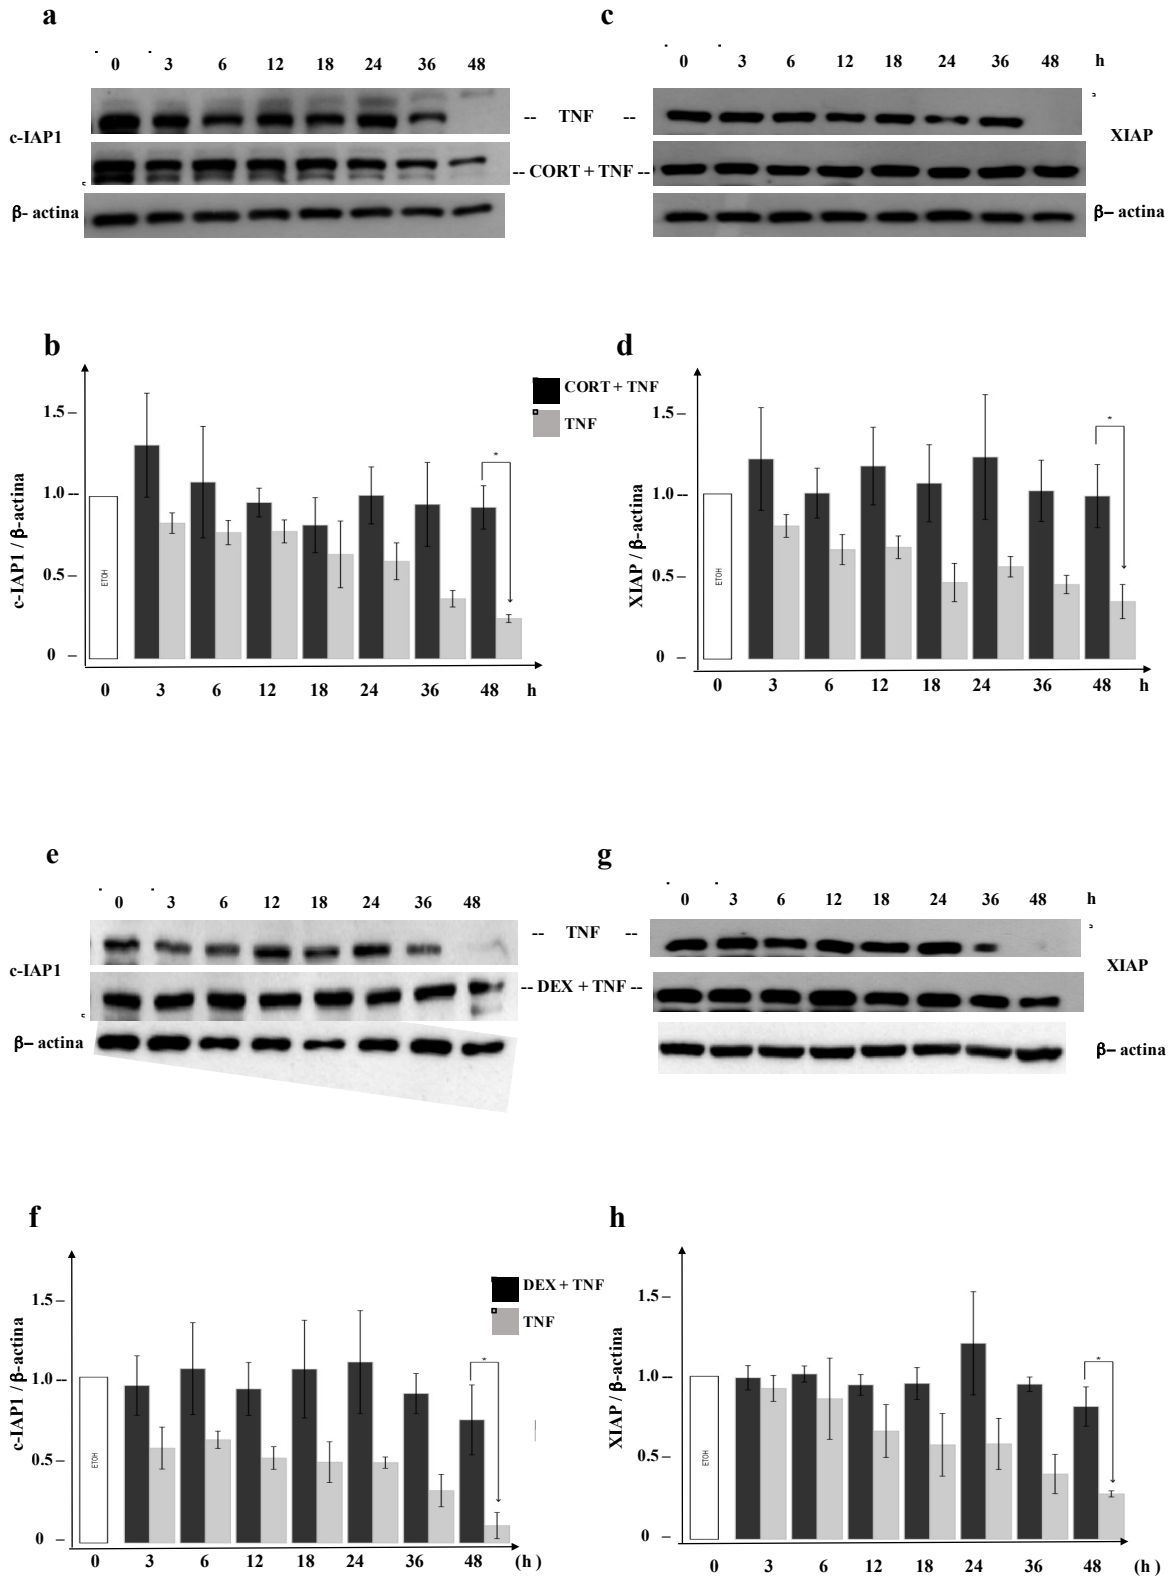 a
c
0 3 6 12 18 24 36 48
0 3 6 12 18 24 36 48 h
c-IAP1
-- TNF --
XIAP
-- CORT + TNF --
β- actina
β– actina
b
d
CORT + TNF
TNF
c-IAP1 / β-actina
1.5 –
1.0 --
0.5 –
0 –
ETOH
*
0 3 6 12 18 24 36 48 h
XIAP / β-actina
1.5 –
1.0 --
0.5 –
0 –
ETOH
*
0 3 6 12 18 24 36 48 h
e
g
0 3 6 12 18 24 36 48
0 3 6 12 18 24 36 48 h
c-IAP1
-- TNF --
XIAP
-- DEX + TNF --
β– actina
β– actina
f
h
DEX + TNF
TNF
c-IAP1 / β-actina
1.5 –
1.0 --
0.5 –
0 –
ETOH
*
0 3 6 12 18 24 36 48 (h )
XIAP / β-actina
1.5 –
1.0 --
0.5 –
0 –
ETOH
*
0 3 6 12 18 24 36 48 (h )